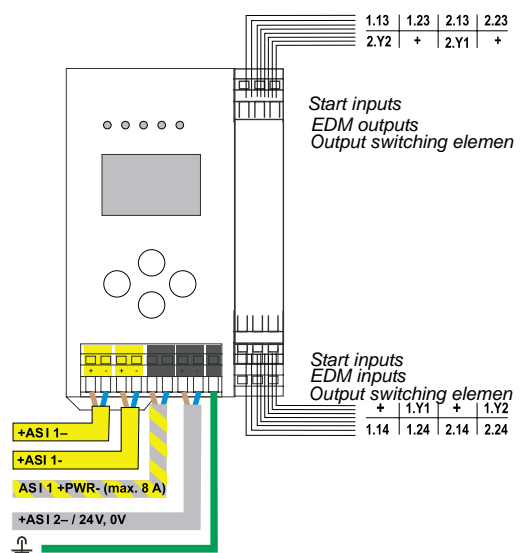 1.13 1.23 2.13 2.23
2.Y2 + 2.Y1 +
Start inputs
EDM outputs
Output switching elemen
+ - + - + - + -
Start inputs
EDM inputs
Output switching elemen
+ 1.Y1 + 1.Y2
1.14 1.24 2.14 2.24
+ASI 1–
+ASI 1-
ASI 1 +PWR- (max. 8 A)
+ASI 2– / 24V, 0V